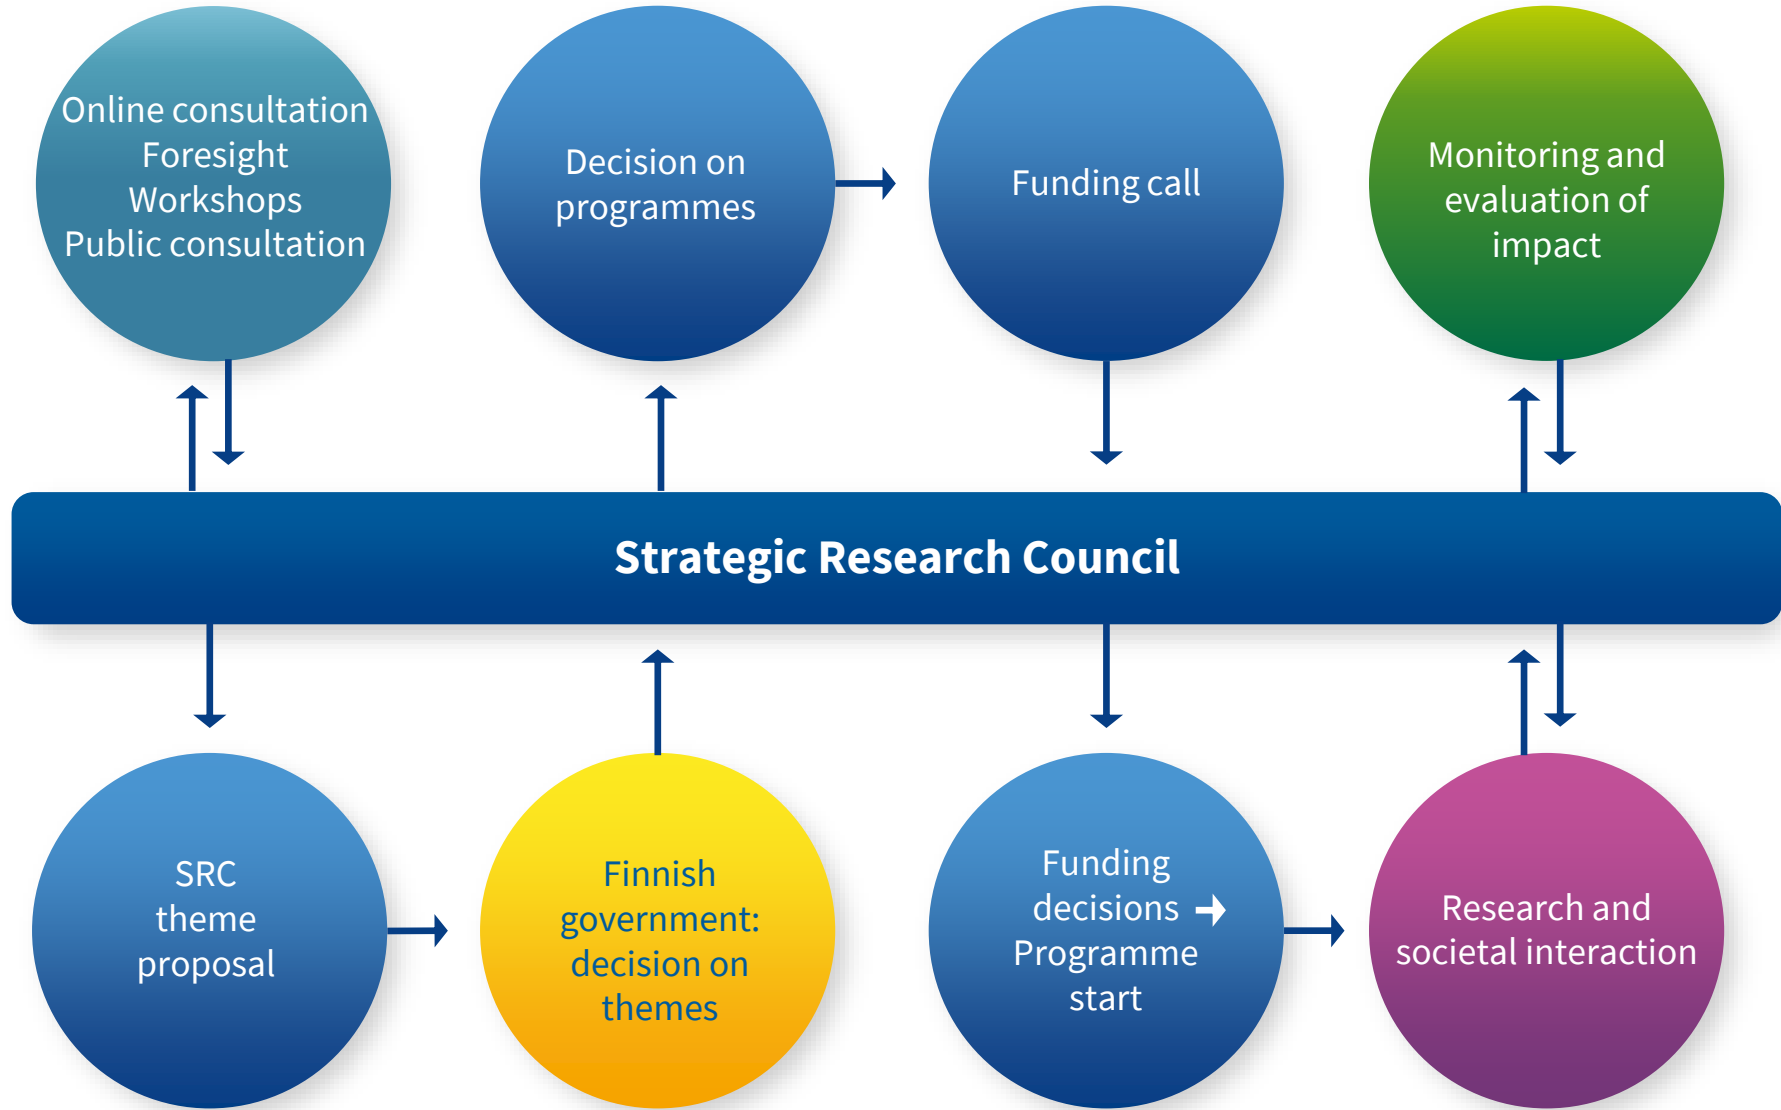 Online consultation
Foresight
Workshops
Public consultation
Decision on
programmes
Funding call
Monitoring and
evaluation of
impact
Strategic Research Council
SRC
theme
proposal
Finnish
government:
decision on
themes
Funding
decisions →
Programme
start
Research and
societal interaction